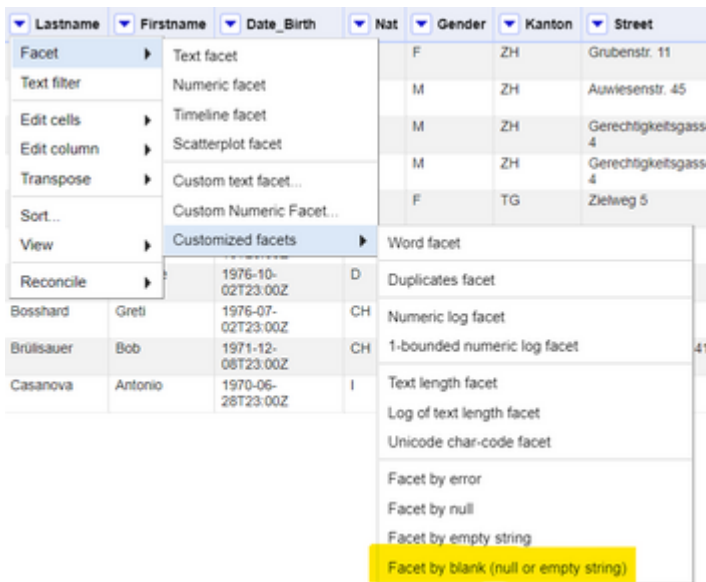 Lastname Firstname Date_Birth Nat Gender Kanton Street
Facet Text facet F ZH Grubenstr. 11
Text filter Numeric facet M ZH Auwiesenstr. 45
Edit cells Timeline facet M ZH Gerechtigkeitsgass
4
Edit column Scatterplot facet M ZH Gerechtigkeitsgass
4
Transpose Custom text facet... F TG Zielweg 5
Sort... Custom Numeric Facet...
View Customized facets Word facet
Reconcile 1976-10- D Duplicates facet
02T23:00Z
Bosshard Greti 1976-07- CH Numeric log facet
02T23:00Z
Brülisauer Bob 1971-12- CH 1-bounded numeric log facet 41
08T23:00Z
Casanova Antonio 1970-06- I Text length facet
28T23:00Z
Log of text length facet
Unicode char-code facet
Facet by error
Facet by null
Facet by empty string
Facet by blank (null or empty string)